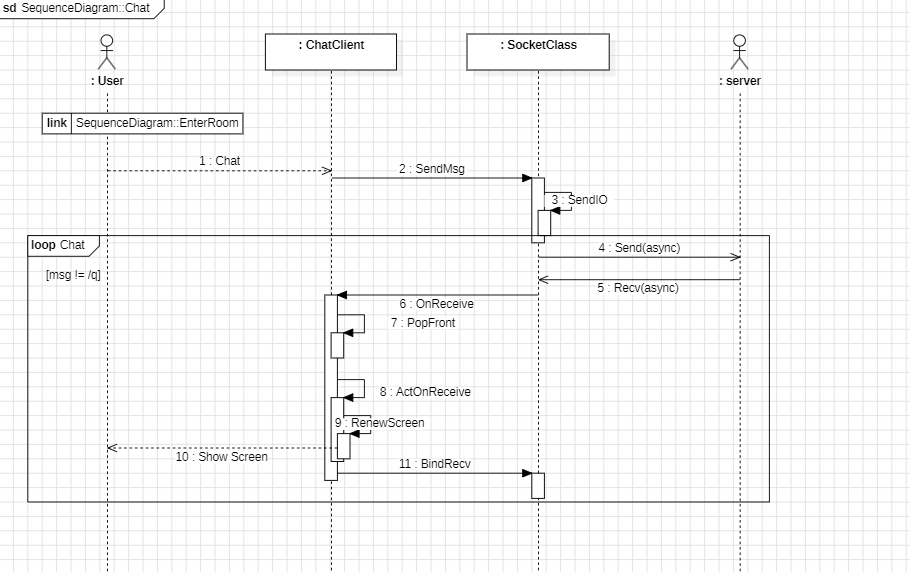 sd SequenceDiagram::Chat
: ChatClient
: SocketClass
: User
: server
link SequenceDiagram::EnterRoom
1 : Chat
2 : SendMsg
3 : SendIO
loop Chat
4 : Send(async)
[msg != /q]
5 : Recv(async)
6 : OnReceive
7 : PopFront
8 : ActOnReceive
9 : RenewScreen
10 : Show Screen
11 : BindRecv